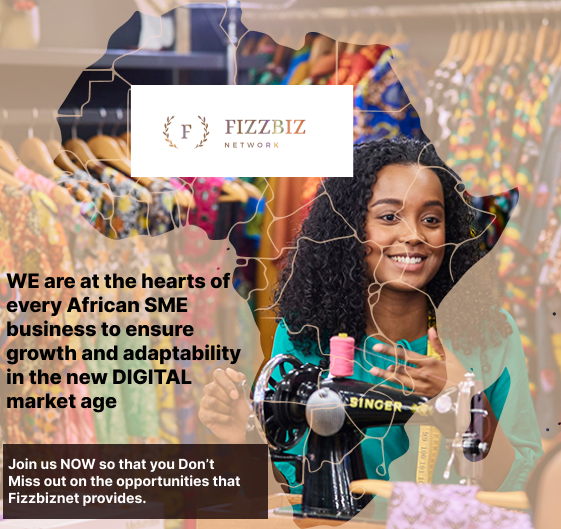 F
FIZZBIZ
NETWORK
WE are at the hearts of
every African SME
business to ensure
growth and adaptability
in the new DIGITAL
market age
SINGER
Join us NOW so that you Don't
Miss out on the opportunities that
Fizzbiznet provides.